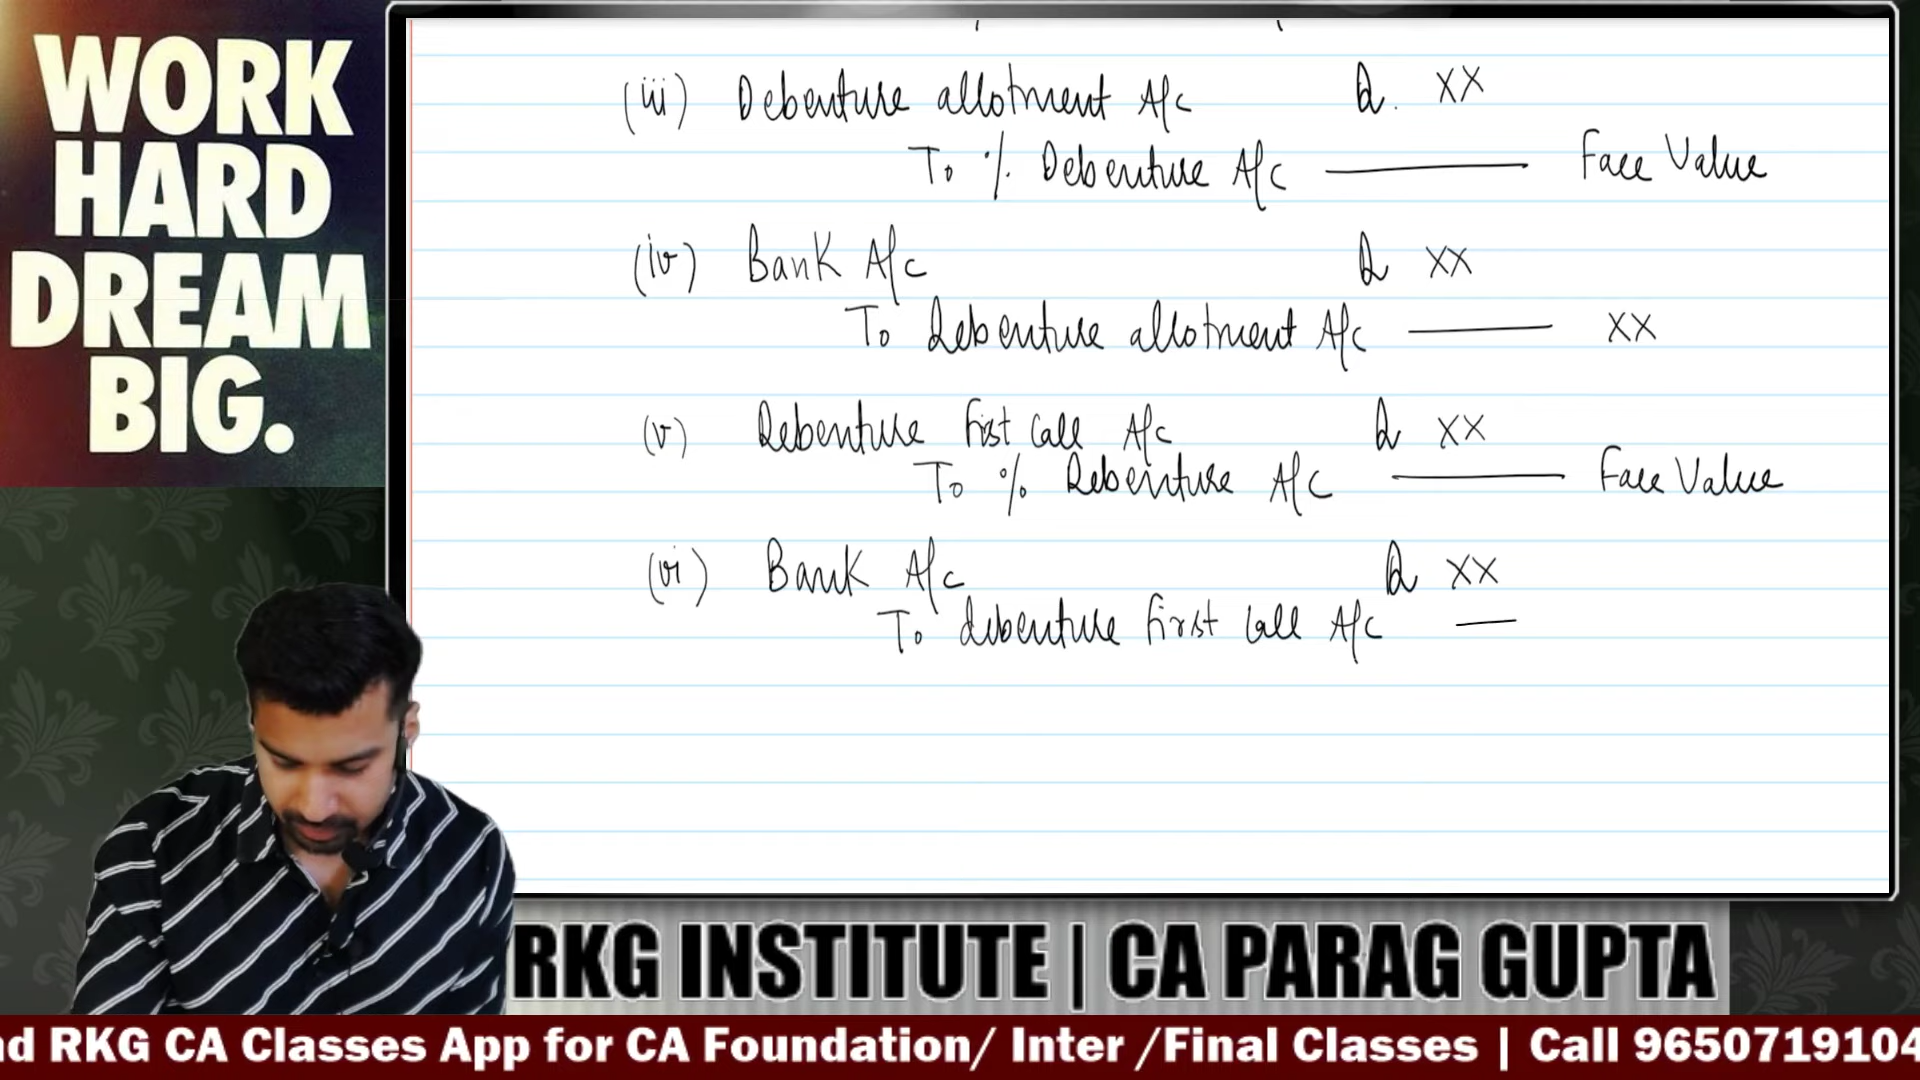 WORK
HARD
DREAM
BIG.
(iii) Debenture allotment A/c Dr. XX
To % Debenture A/c Face Value
(iv) Bank A/c Dr XX
To Debenture allotment A/c XX
(v) Debenture first Call A/c Dr XX
To % Debenture A/c Face Value
(vi) Bank A/c Dr XX
To debenture first Call A/c
RKG INSTITUTE | CA PARAG GUPTA
d RKG CA Classes App for CA Foundation/ Inter /Final Classes | Call 9650719104